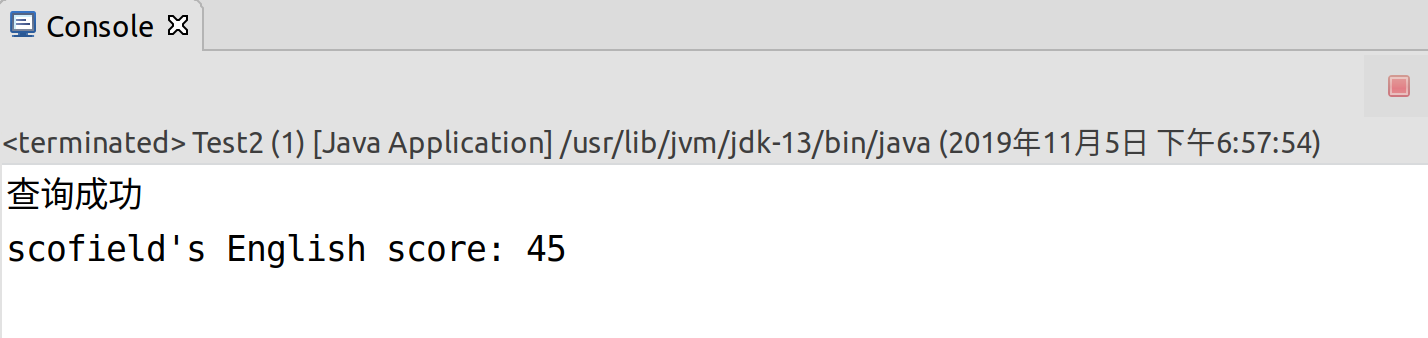 Console
<terminated> Test2 (1) [Java Application] /usr/lib/jvm/jdk-13/bin/java (2019年11月5日 下午6:57:54)
查询成功
scofield's English score: 45